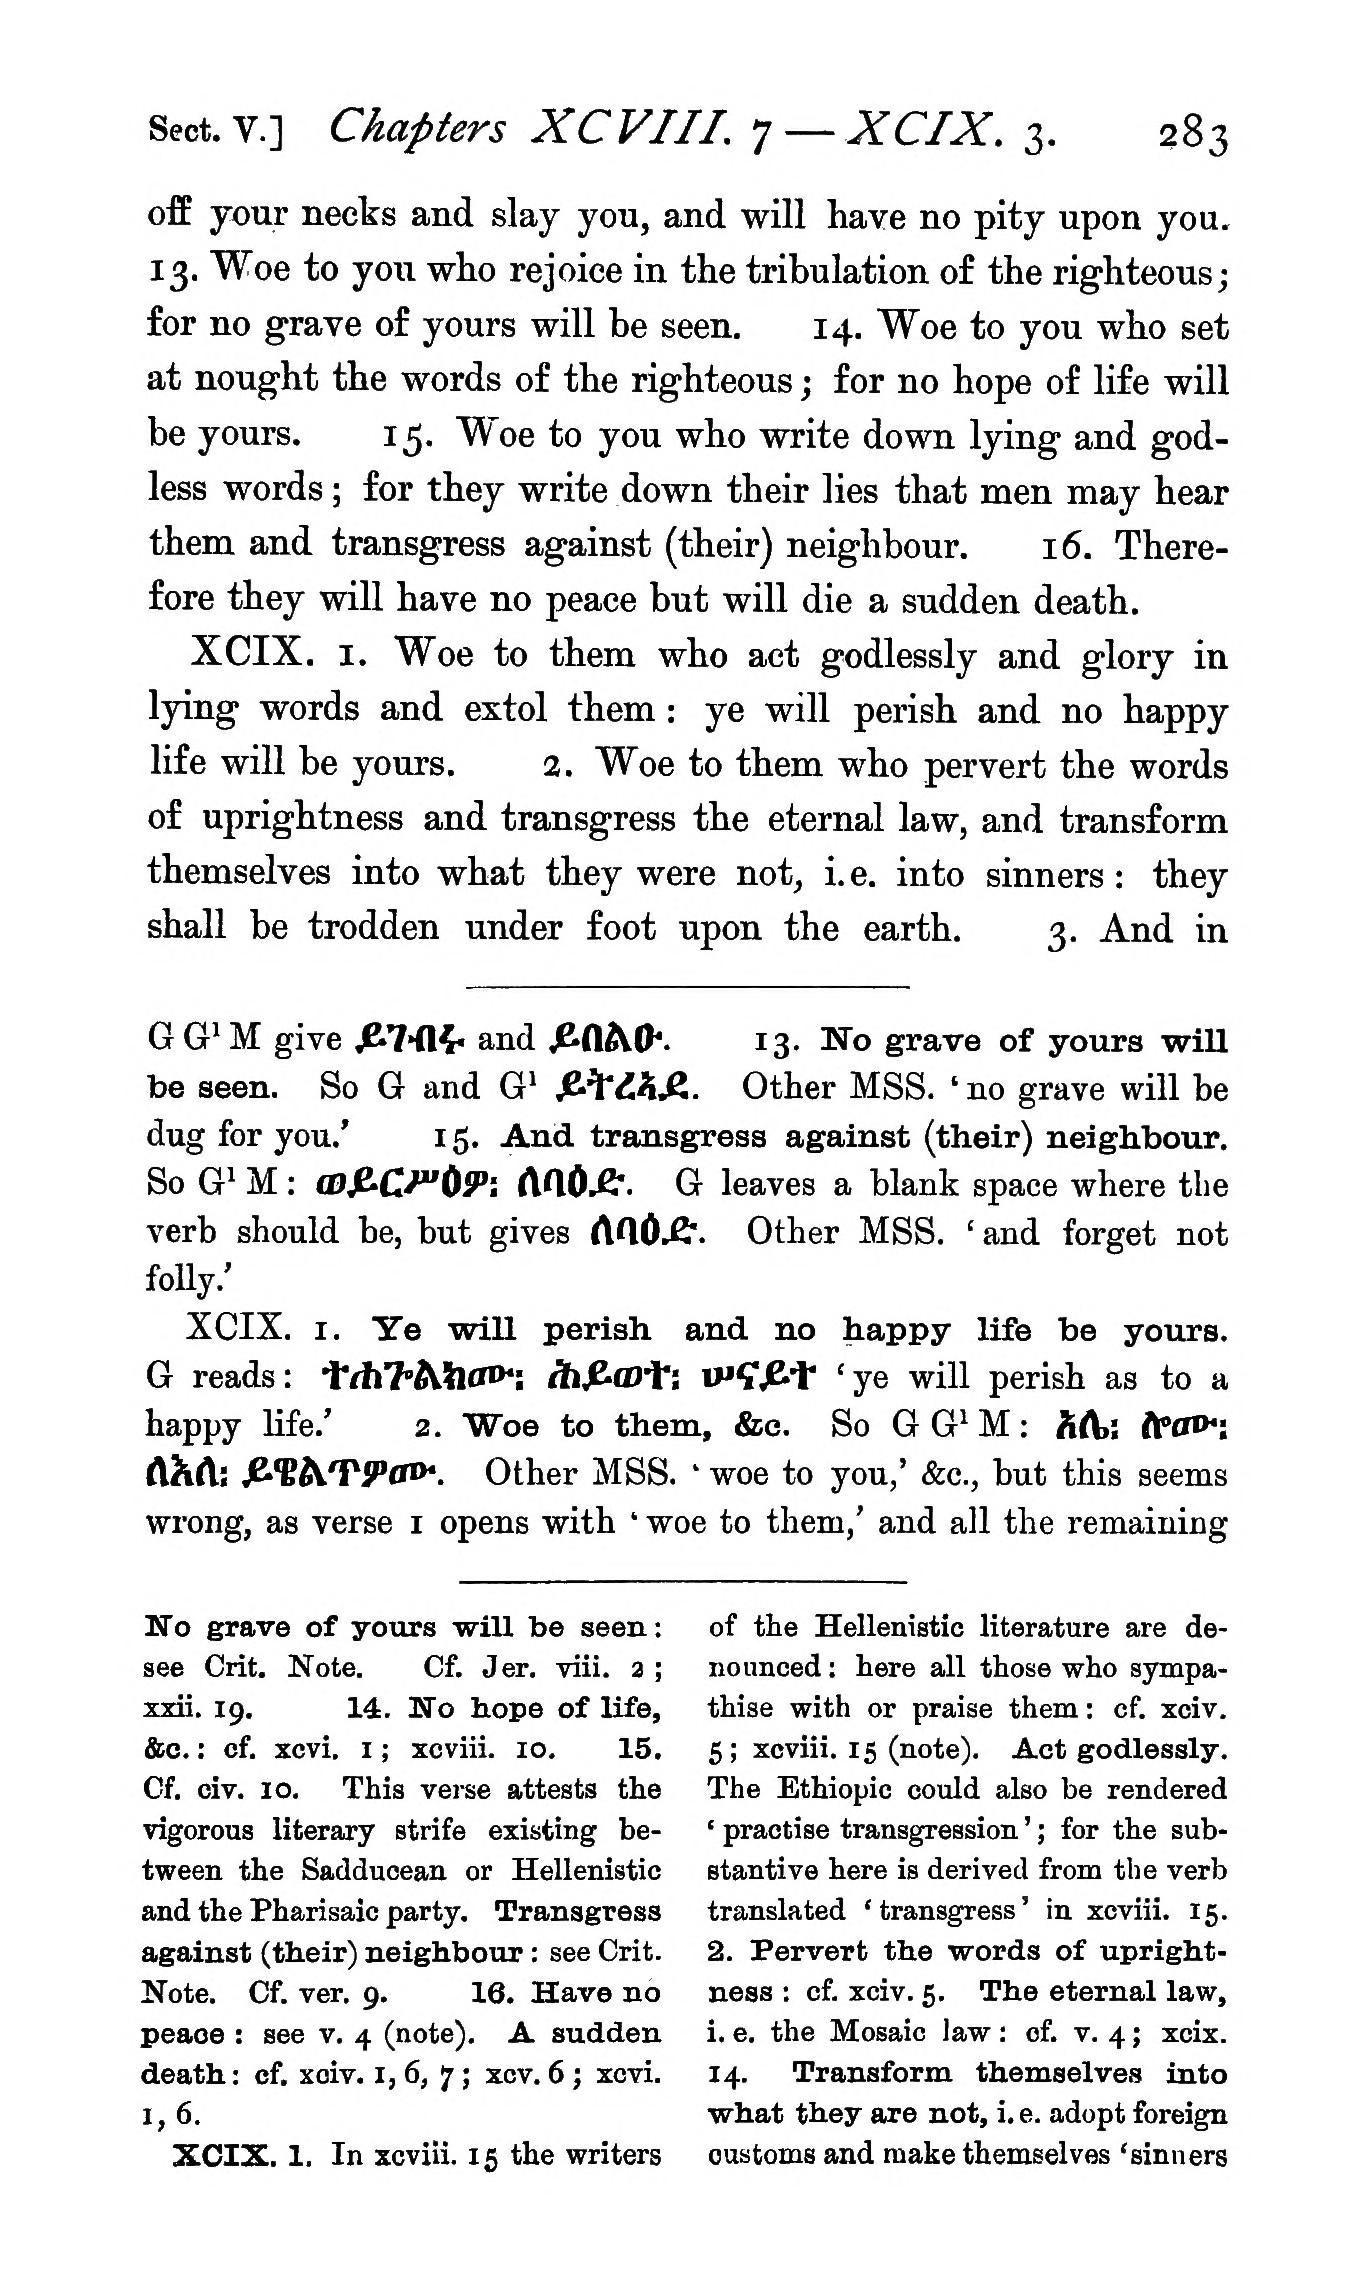 Sect. V.] Chapters XCVIII. 7 — XCIX. 3. 283
off your necks and slay you, and will have no pity upon you.
13. Woe to you who rejoice in the tribulation of the righteous;
for no grave of yours will be seen. 14. Woe to you who set
at nought the words of the righteous; for no hope of life will
be yours. 15. Woe to you who write down lying and god-
less words; for they write down their lies that men may hear
them and transgress against (their) neighbour. 16. There-
fore they will have no peace but will die a sudden death.
XCIX. 1. Woe to them who act godlessly and glory in
lying words and extol them: ye will perish and no happy
life will be yours. 2. Woe to them who pervert the words
of uprightness and transgress the eternal law, and transform
themselves into what they were not, i.e. into sinners: they
shall be trodden under foot upon the earth. 3. And in
G G¹ M give ይገብሩ and ይበልዑ. 13. No grave of yours will
be seen. So G and G¹ ይትረአይ. Other MSS. ‘no grave will be
dug for you.’ 15. And transgress against (their) neighbour.
So G¹ M: ወይርሥዕዎ: ለባዕድ. G leaves a blank space where the
verb should be, but gives ለባዕድ. Other MSS. ‘and forget not
folly.’
XCIX. 1. Ye will perish and no happy life be yours.
G reads: ተሐጕልክሙ: ሕይወተ: ሠናይተ ‘ye will perish as to a
happy life.’ 2. Woe to them, &c. So G G¹ M: አሌ: ሎሙ:
ለእለ: ይዌልጥዎሙ. Other MSS. ‘woe to you,’ &c., but this seems
wrong, as verse 1 opens with ‘woe to them,’ and all the remaining
No grave of yours will be seen:
see Crit. Note. Cf. Jer. viii. 2;
xxii. 19. 14. No hope of life,
&c.: cf. xcvi. 1; xcviii. 10. 15.
Cf. civ. 10. This verse attests the
vigorous literary strife existing be-
tween the Sadducean or Hellenistic
and the Pharisaic party. Transgress
against (their) neighbour: see Crit.
Note. Cf. ver. 9. 16. Have no
peace: see v. 4 (note). A sudden
death: cf. xciv. 1, 6, 7; xcv. 6; xcvi.
1, 6.
XCIX. 1. In xcviii. 15 the writers
of the Hellenistic literature are de-
nounced: here all those who sympa-
thise with or praise them: cf. xciv.
5; xcviii. 15 (note). Act godlessly.
The Ethiopic could also be rendered
‘practise transgression’; for the sub-
stantive here is derived from the verb
translated ‘transgress’ in xcviii. 15.
2. Pervert the words of upright-
ness: cf. xciv. 5. The eternal law,
i.e. the Mosaic law: cf. v. 4; xcix.
14. Transform themselves into
what they are not, i.e. adopt foreign
customs and make themselves ‘sinners